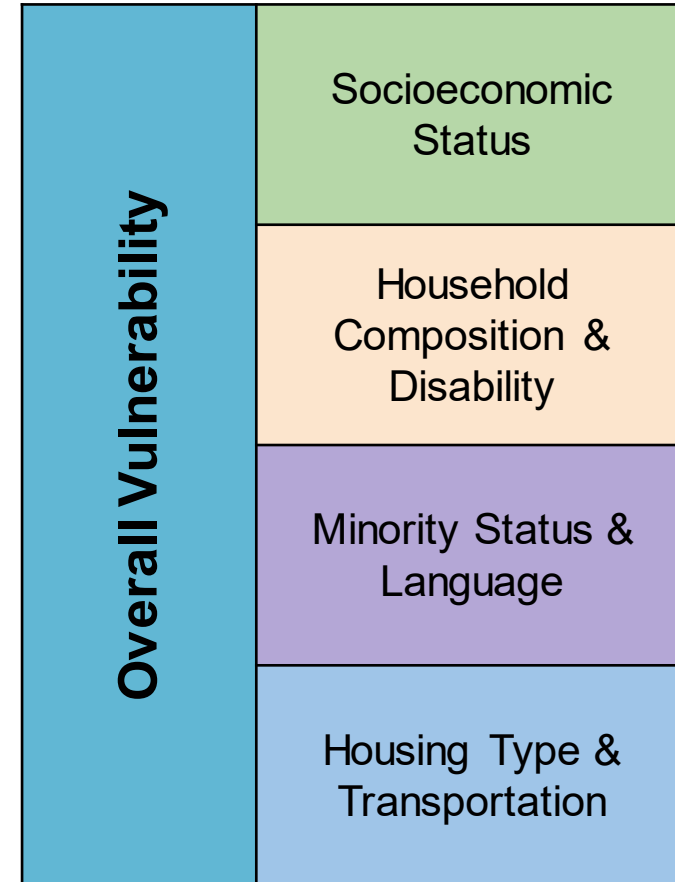 Overall Vulnerability
Socioeconomic
Status
Household
Composition &
Disability
Minority Status &
Language
Housing Type &
Transportation